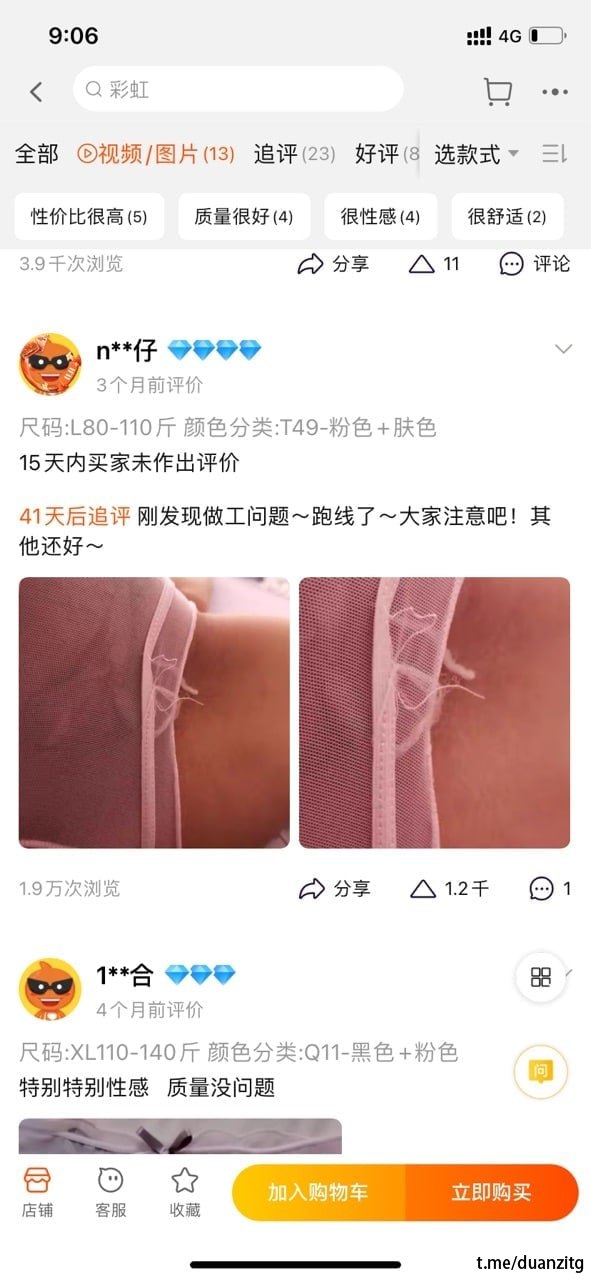 9:06
4G
彩虹
全部 视频/图片(13) 追评(23) 好评(8 选款式
性价比很高(5) 质量很好(4) 很性感(4) 很舒适(2)
3.9千次浏览 分享 11 评论
n**仔
3个月前评价
尺码:L80-110斤 颜色分类:T49-粉色+肤色
15天内买家未作出评价
41天后追评 刚发现做工问题～跑线了～大家注意吧！其
他还好～
1.9万次浏览 分享 1.2千 1
1**合
4个月前评价
尺码:XL110-140斤 颜色分类:Q11-黑色+粉色
问
特别特别性感 质量没问题
店铺 客服 收藏 加入购物车 立即购买
t.me/duanzitg